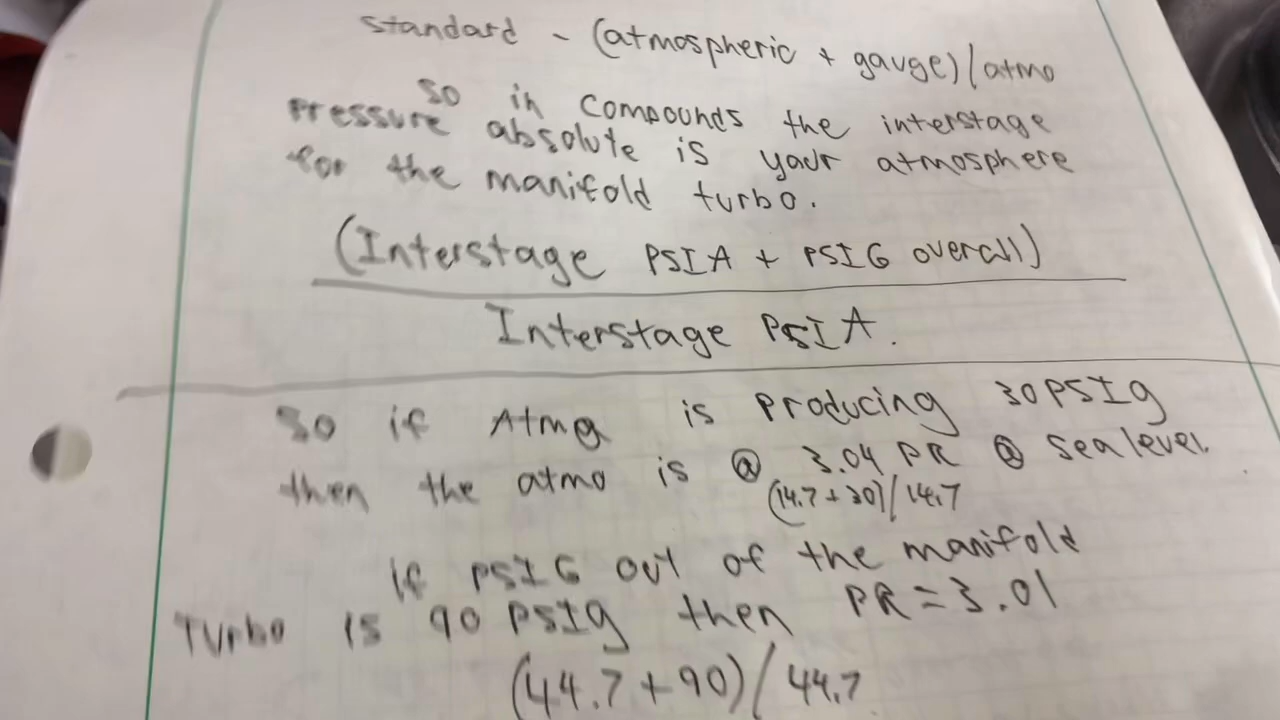 standard - (atmospheric + gauge)/atmo
so in compounds the interstage
pressure absolute is your atmosphere
for the manifold turbo.
(Interstage PSIA + PSIG overall)
Interstage PSIA.
So if Atmo is producing 30 PSIg
then the atmo is @ 3.04 PR @ sea level.
(14.7+30)/14.7
if PSIG out of the manifold
Turbo is 90 PSIg then PR = 3.01
(44.7+90)/44.7